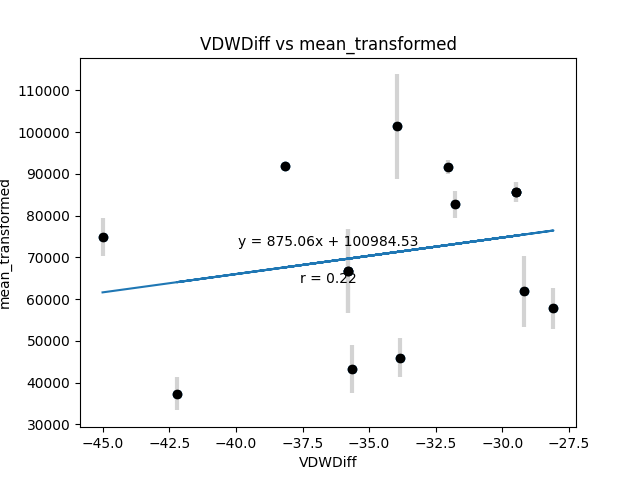 VDWDiff vs mean_transformed
110000
100000
90000
80000
70000
60000
50000
40000
30000
mean_transformed
y = 875.06x + 100984.53
r = 0.22
−45.0 −42.5 −40.0 −37.5 −35.0 −32.5 −30.0 −27.5
VDWDiff